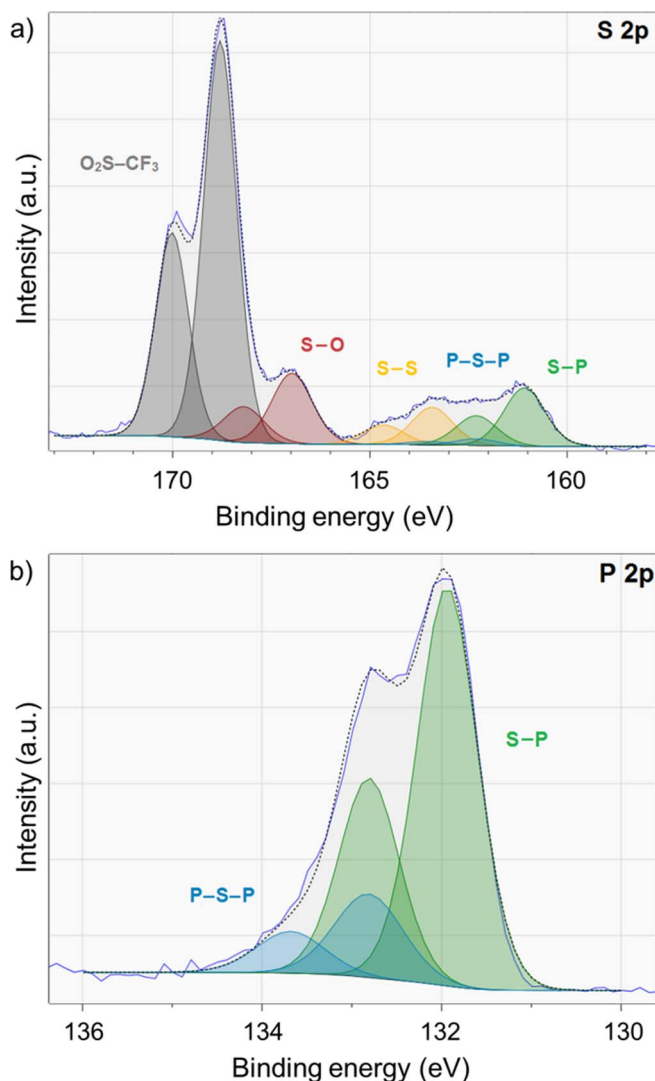 a)
S 2p
O₂S–CF₃
S–O
S–S
P–S–P
S–P
Intensity (a.u.)
170
165
160
Binding energy (eV)
b)
P 2p
S–P
P–S–P
Intensity (a.u.)
136
134
132
130
Binding energy (eV)